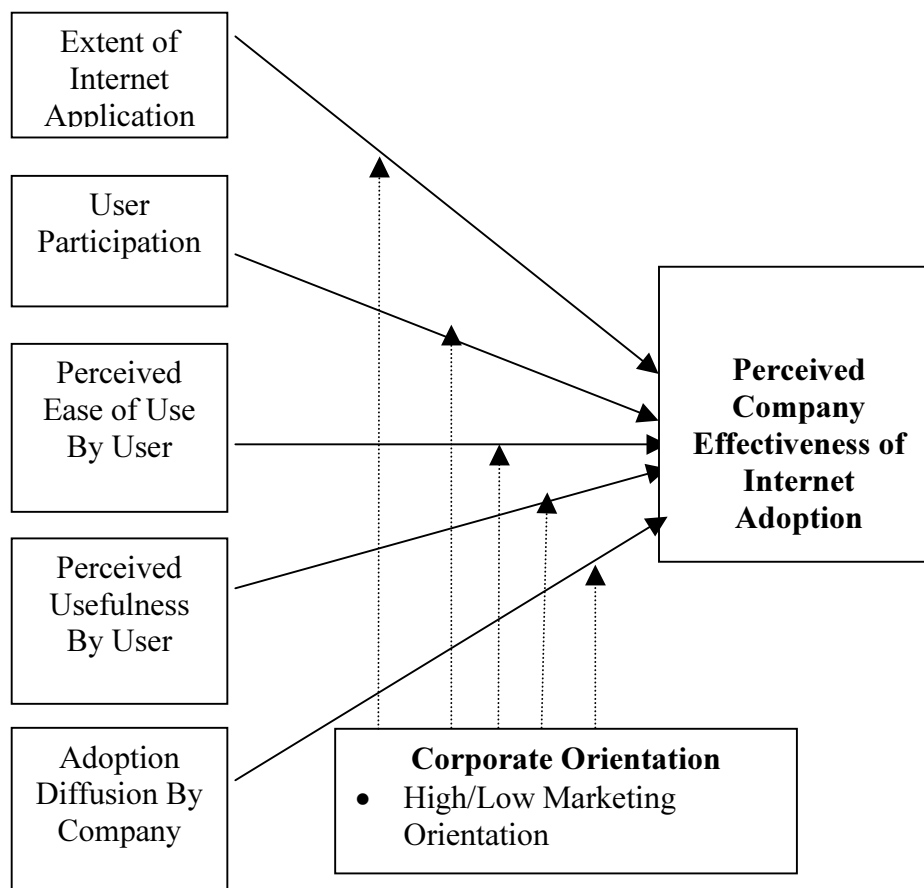 Extent of
Internet
Application
User
Participation
Perceived
Ease of Use
By User
Perceived
Usefulness
By User
Adoption
Diffusion By
Company
Perceived
Company
Effectiveness of
Internet
Adoption
Corporate Orientation
• High/Low Marketing
Orientation